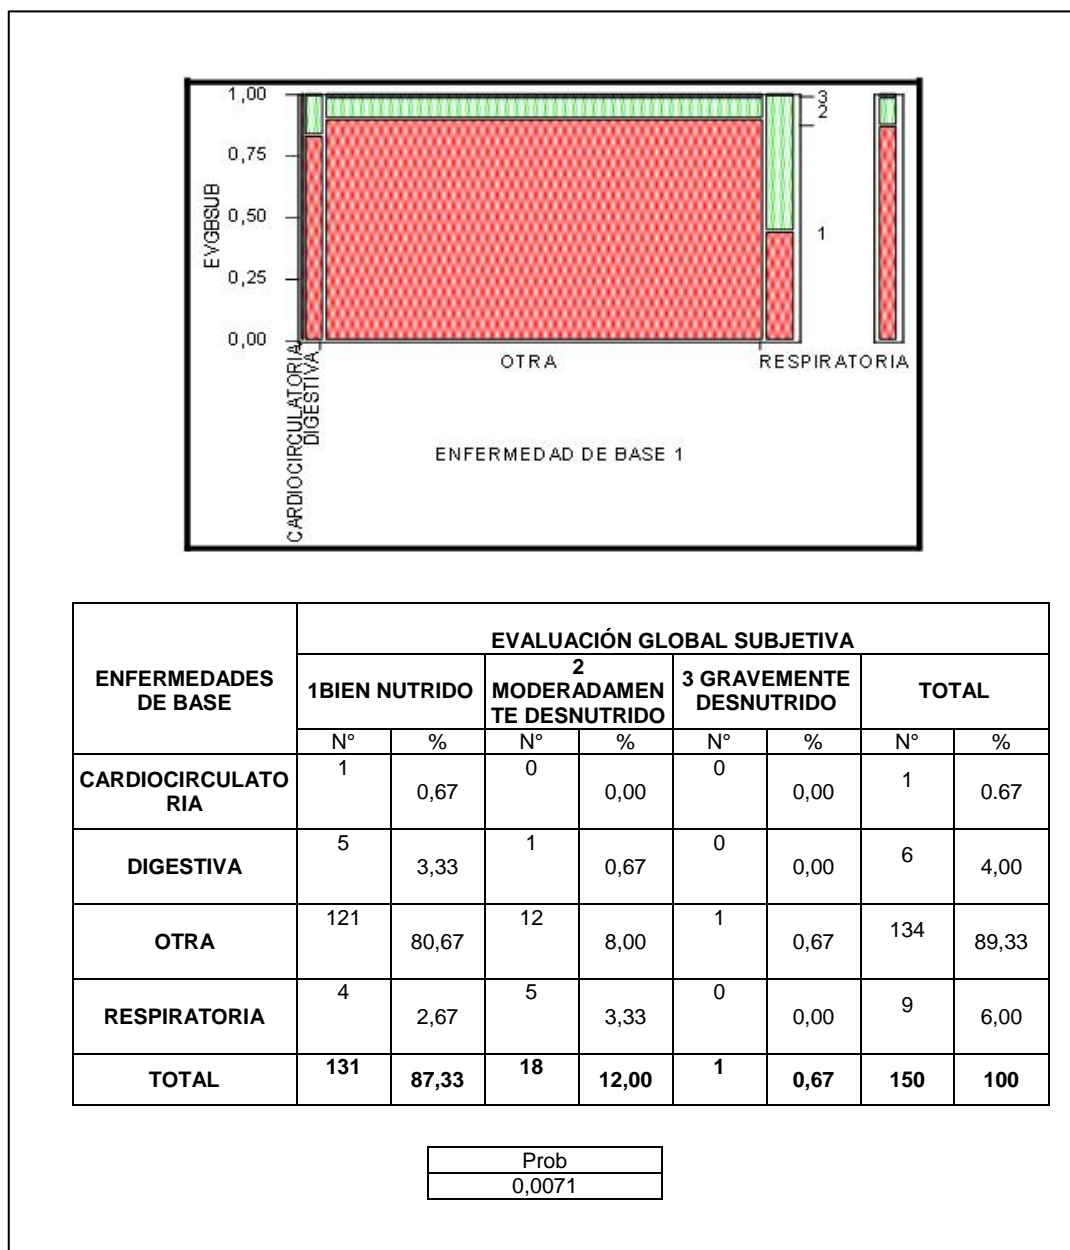 1,00
0,75
0,50
0,25
0,00
EVGBSUB
3
2
1
CARDIOCIRCULATORIA
DIGESTIVA
OTRA
RESPIRATORIA
ENFERMEDAD DE BASE 1
ENFERMEDADES
DE BASE
EVALUACIÓN GLOBAL SUBJETIVA
1BIEN NUTRIDO
2
MODERADAMEN
TE DESNUTRIDO
3 GRAVEMENTE
DESNUTRIDO
TOTAL
N° % N° % N° % N° %
CARDIOCIRCULATO
RIA
1 0,67 0 0,00 0 0,00 1 0.67
DIGESTIVA 5 3,33 1 0,67 0 0,00 6 4,00
OTRA 121 80,67 12 8,00 1 0,67 134 89,33
RESPIRATORIA 4 2,67 5 3,33 0 0,00 9 6,00
TOTAL 131 87,33 18 12,00 1 0,67 150 100
Prob
0,0071